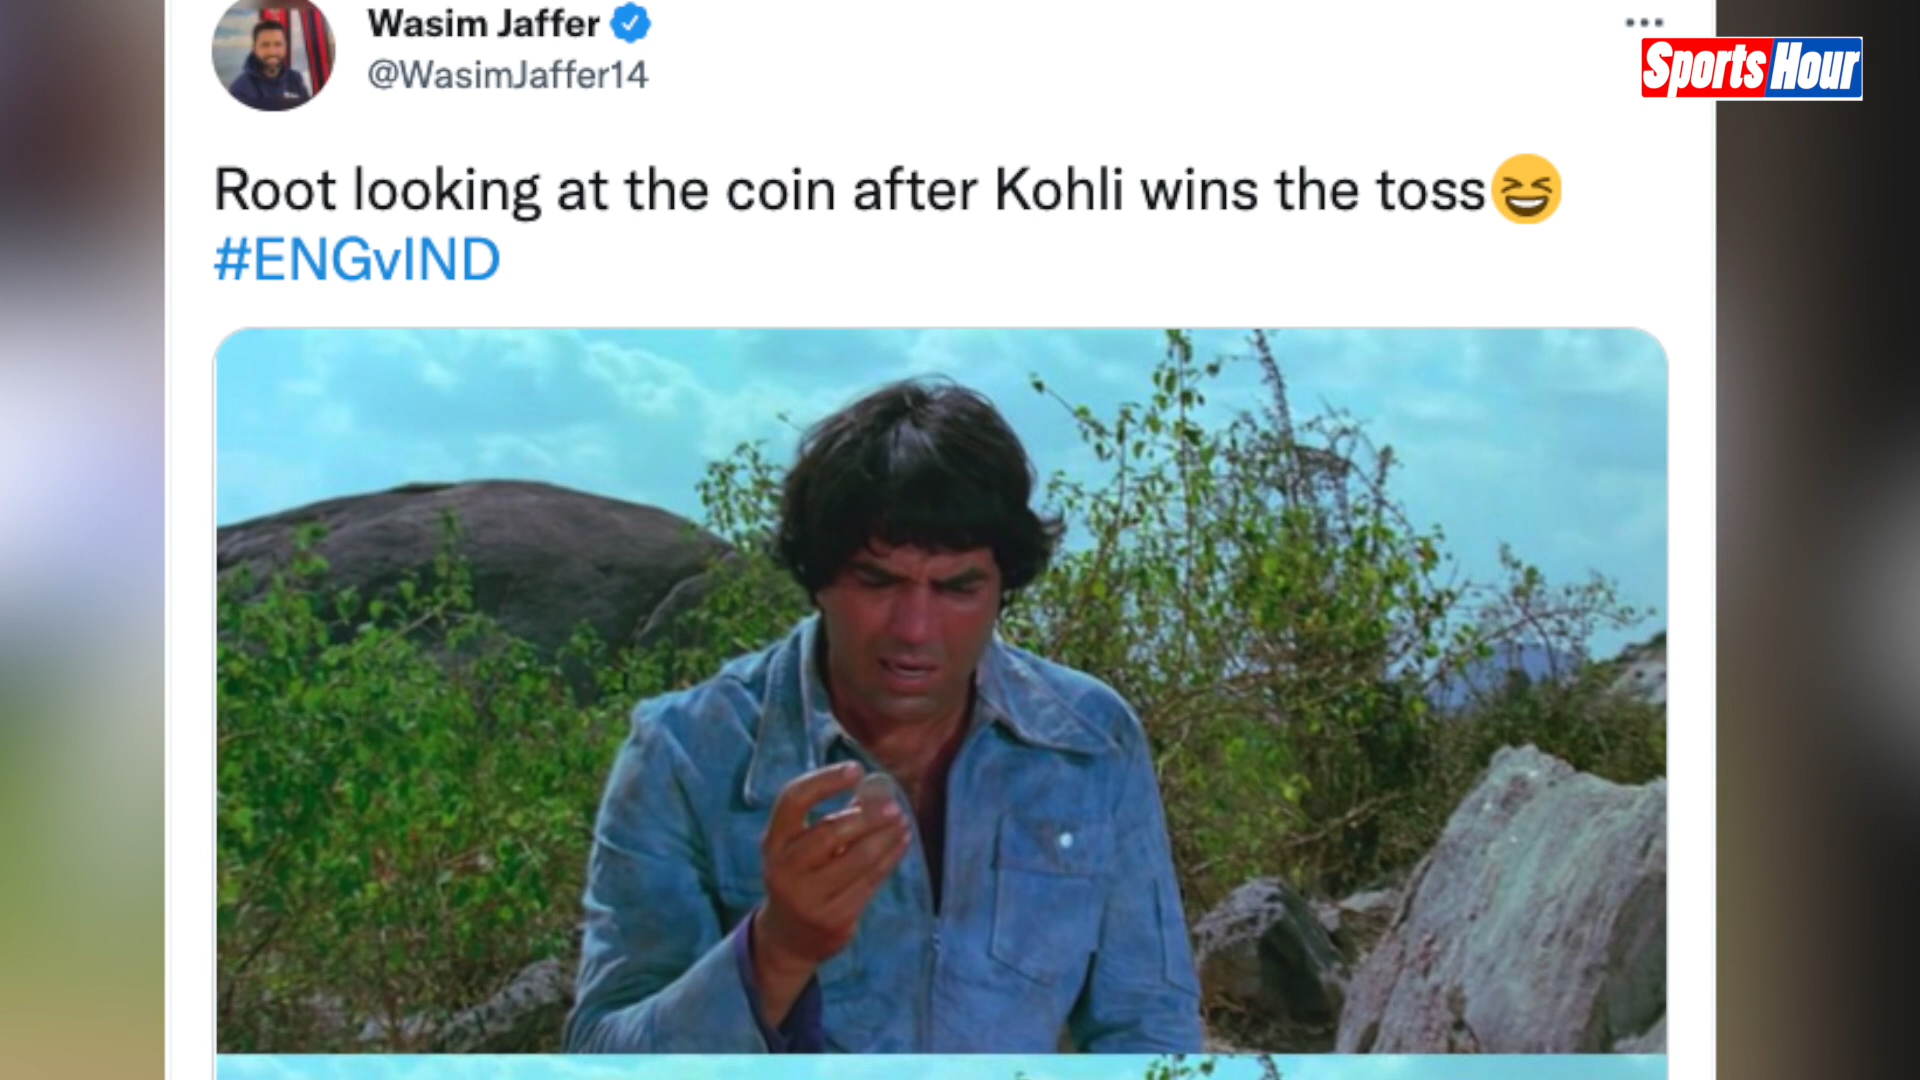 Wasim Jaffer
@WasimJaffer14
Sports Hour
Root looking at the coin after Kohli wins the toss😆
#ENGvIND